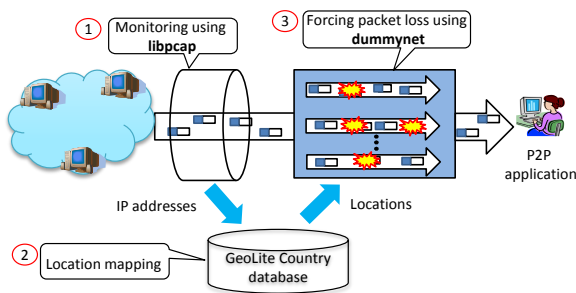 1
Monitoring using
libpcap
3
Forcing packet loss using
dummynet
P2P
application
IP addresses
Locations
2
Location mapping
GeoLite Country
database